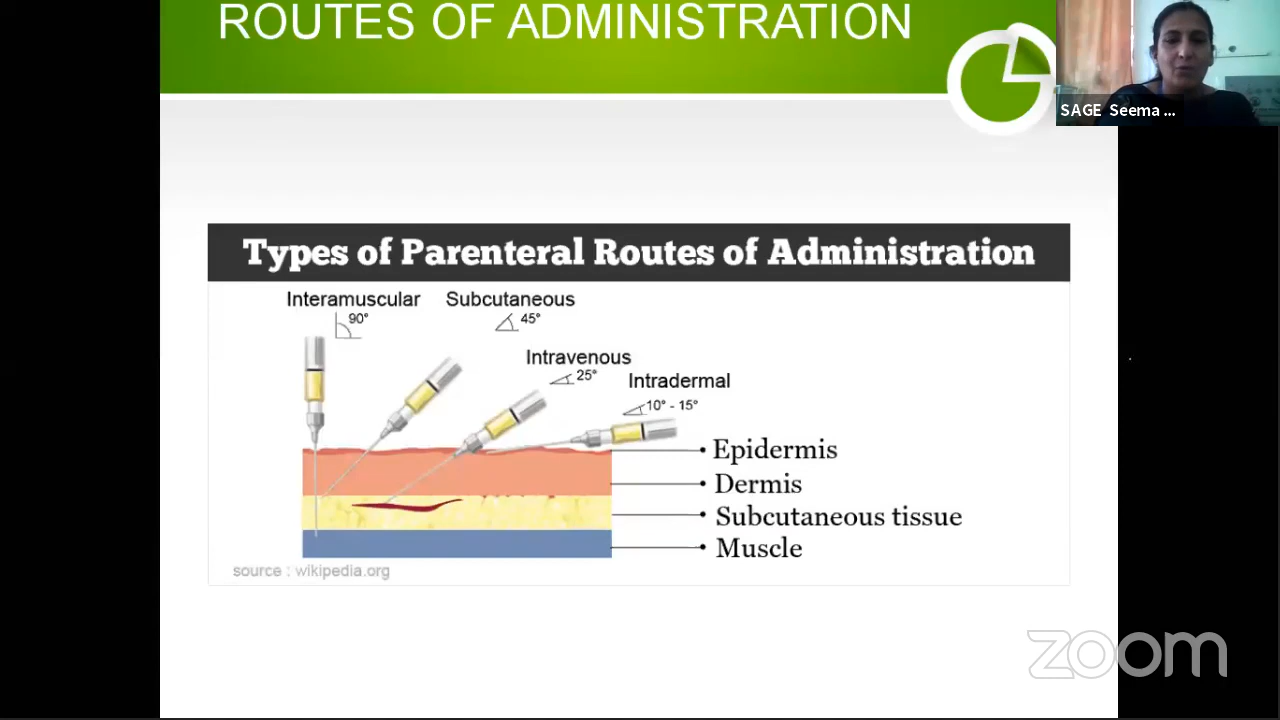 ROUTES OF ADMINISTRATION
SAGE Seema ...
Types of Parenteral Routes of Administration
Interamuscular
90°
Subcutaneous
45°
Intravenous
25°
Intradermal
10° - 15°
Epidermis
Dermis
Subcutaneous tissue
Muscle
source : wikipedia.org
zoom